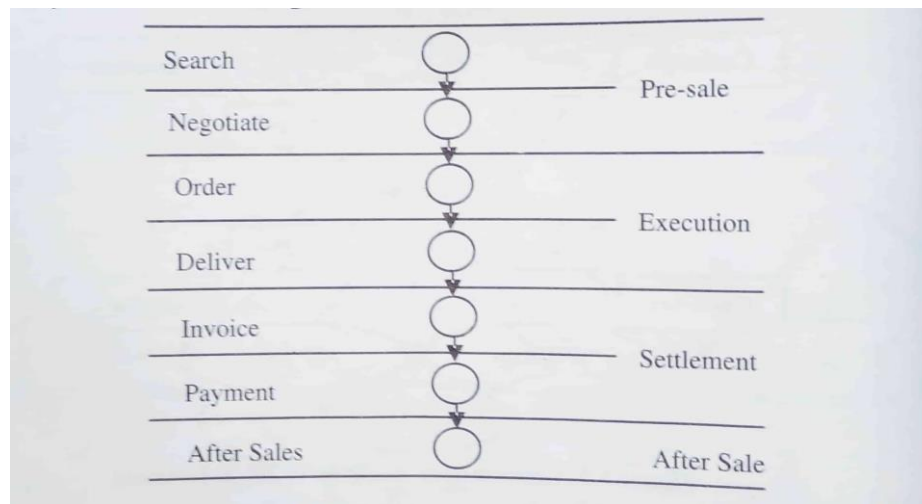 Search
Pre-sale
Negotiate
Order
Execution
Deliver
Invoice
Settlement
Payment
After Sales
After Sale